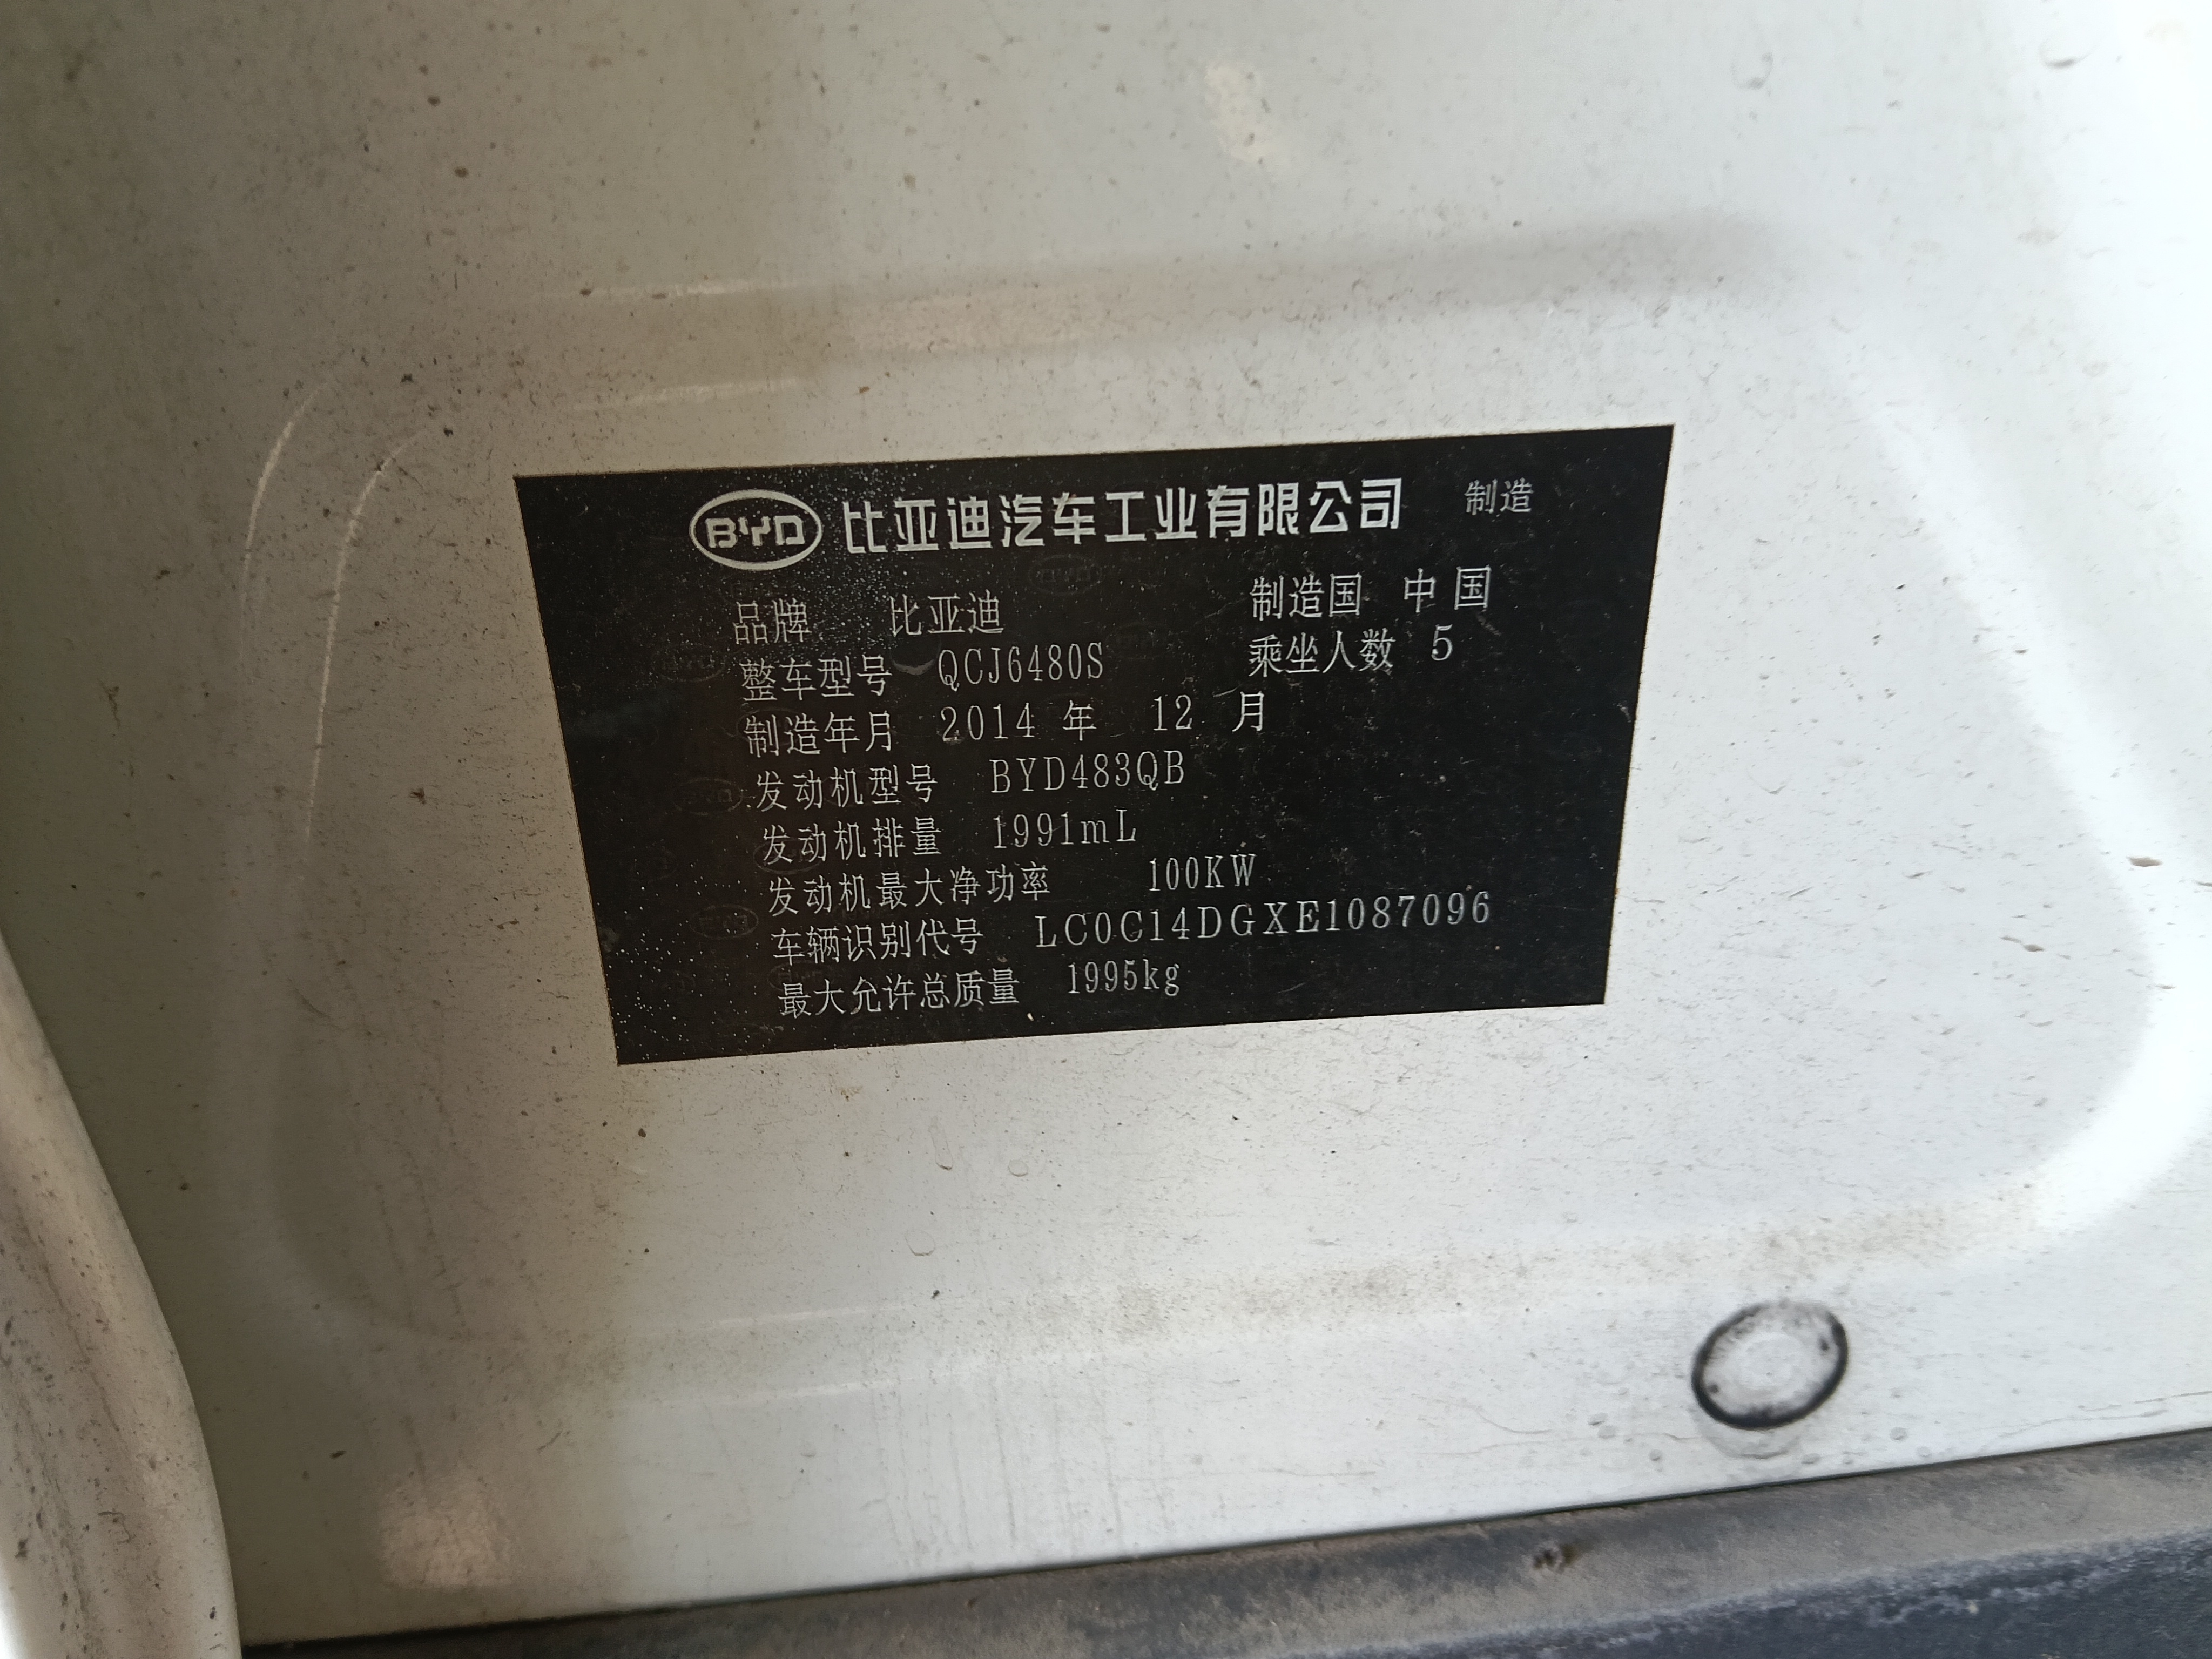 BYD 比亚迪汽车工业有限公司 制造
品牌 比亚迪 制造国 中国
整车型号 QCJ6480S 乘坐人数 5
制造年月 2014 年 12 月
发动机型号 BYD483QB
发动机排量 1991mL
发动机最大净功率 100KW
车辆识别代号 LC0C14DGXE1087096
最大允许总质量 1995kg